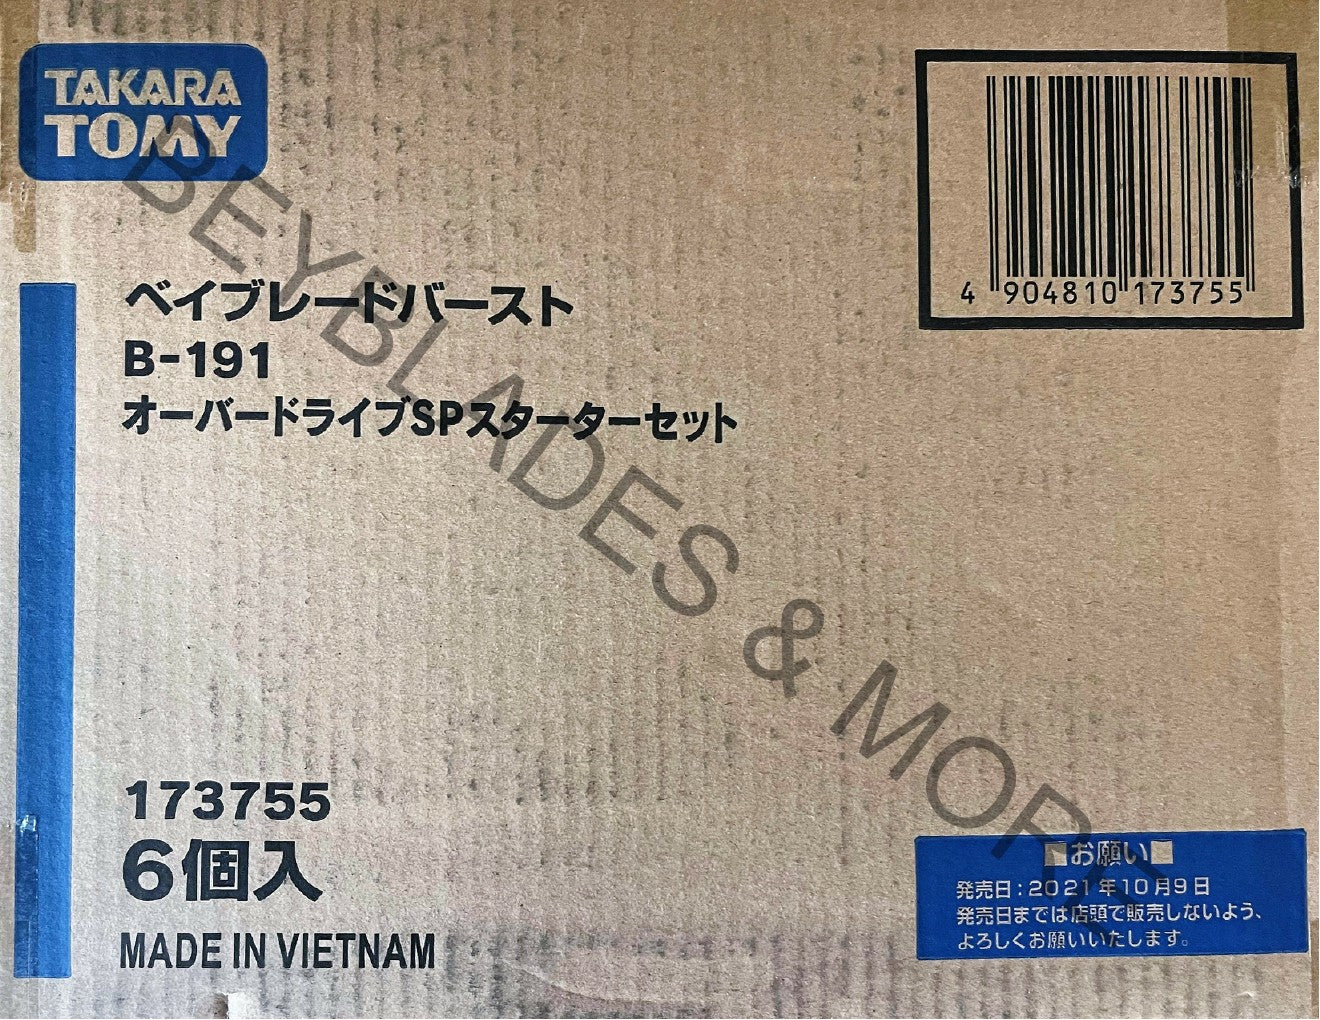 TAKARA
TOMY
4 904810 173755
ベイブレードバースト
B-191
オーバードライブSPスターターセット
BEYBLADES & MORE
173755
6個入
MADE IN VIETNAM
■お願い■
発売日:2021年10月9日
発売日までは店頭で販売しないよう、
よろしくお願いいたします。